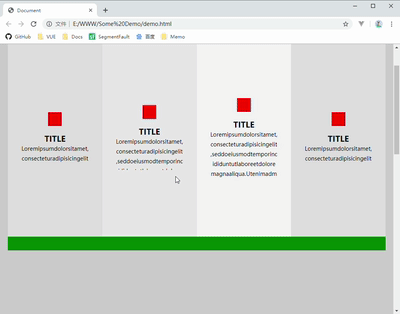 Document
文件 E:/WWW/Some%20Demo/demo.html
GitHub VUE Docs SegmentFault 百度 Memo
TITLE
Loremipsumdolorsitamet,
consecteturadipisicingelit
TITLE
Loremipsumdolorsitamet,
consecteturadipisicingelit
,seddoeiusmodtemporinc
TITLE
Loremipsumdolorsitamet,
consecteturadipisicingelit
,seddoeiusmodtemporinc
ididuntutlaboreetdolore
magnaaliqua.Utenimadm
TITLE
Loremipsumdolorsitamet,
consecteturadipisicingelit